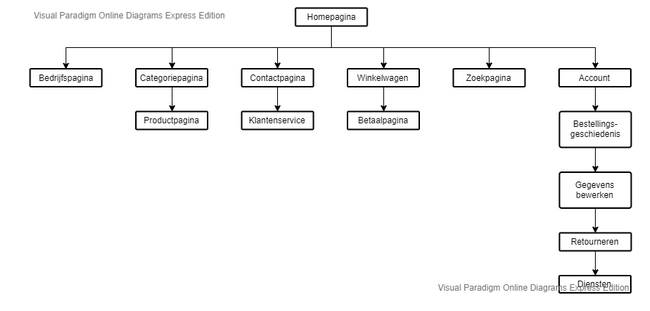 Visual Paradigm Online Diagrams Express Edition
Homepagina
Bedrijfspagina
Categoriepagina
Contactpagina
Winkelwagen
Zoekpagina
Account
Productpagina
Klantenservice
Betaalpagina
Bestellings-
geschiedenis
Gegevens
bewerken
Retourneren
Diensten
Visual Paradigm Online Diagrams Express Edition